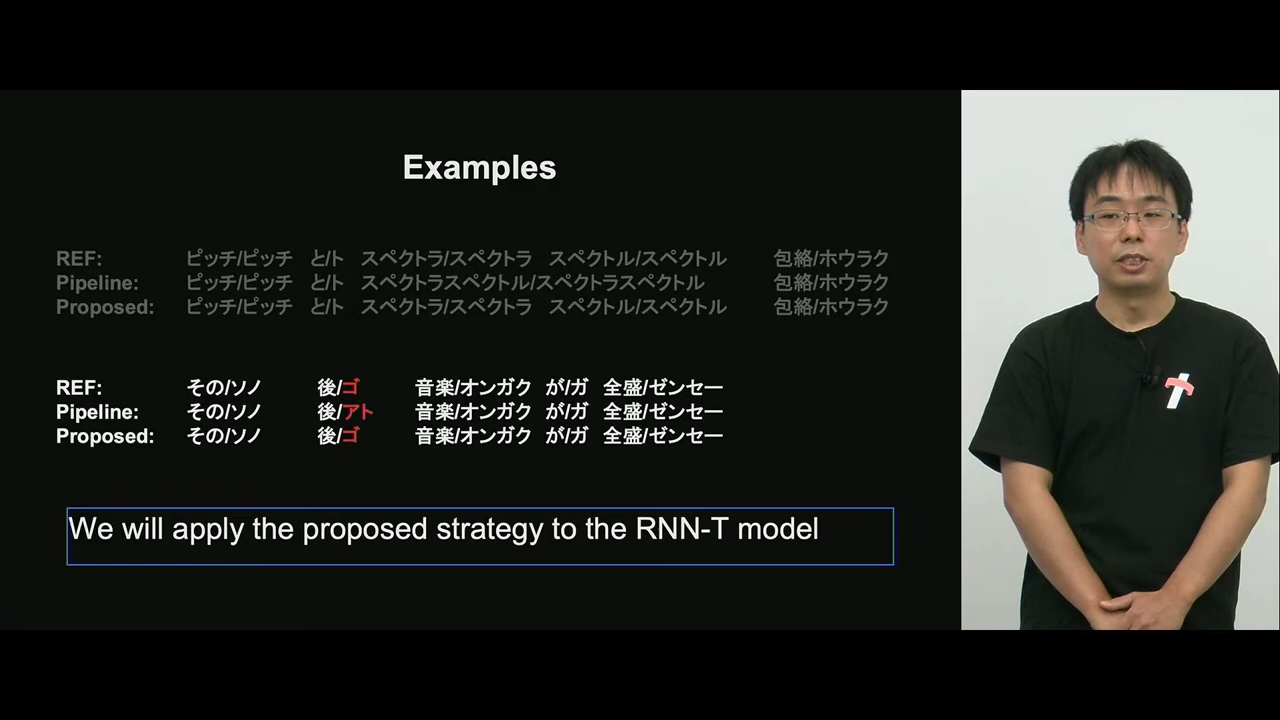 Examples
REF: ピッチ/ピッチ と/ト スペクトラ/スペクトラ スペクトル/スペクトル 包絡/ホウラク
Pipeline: ピッチ/ピッチ と/ト スペクトラスペクトル/スペクトラスペクトル 包絡/ホウラク
Proposed: ピッチ/ピッチ と/ト スペクトラ/スペクトラ スペクトル/スペクトル 包絡/ホウラク
REF: その/ソノ 後/ゴ 音楽/オンガク が/ガ 全盛/ゼンセー
Pipeline: その/ソノ 後/アト 音楽/オンガク が/ガ 全盛/ゼンセー
Proposed: その/ソノ 後/ゴ 音楽/オンガク が/ガ 全盛/ゼンセー
We will apply the proposed strategy to the RNN-T model